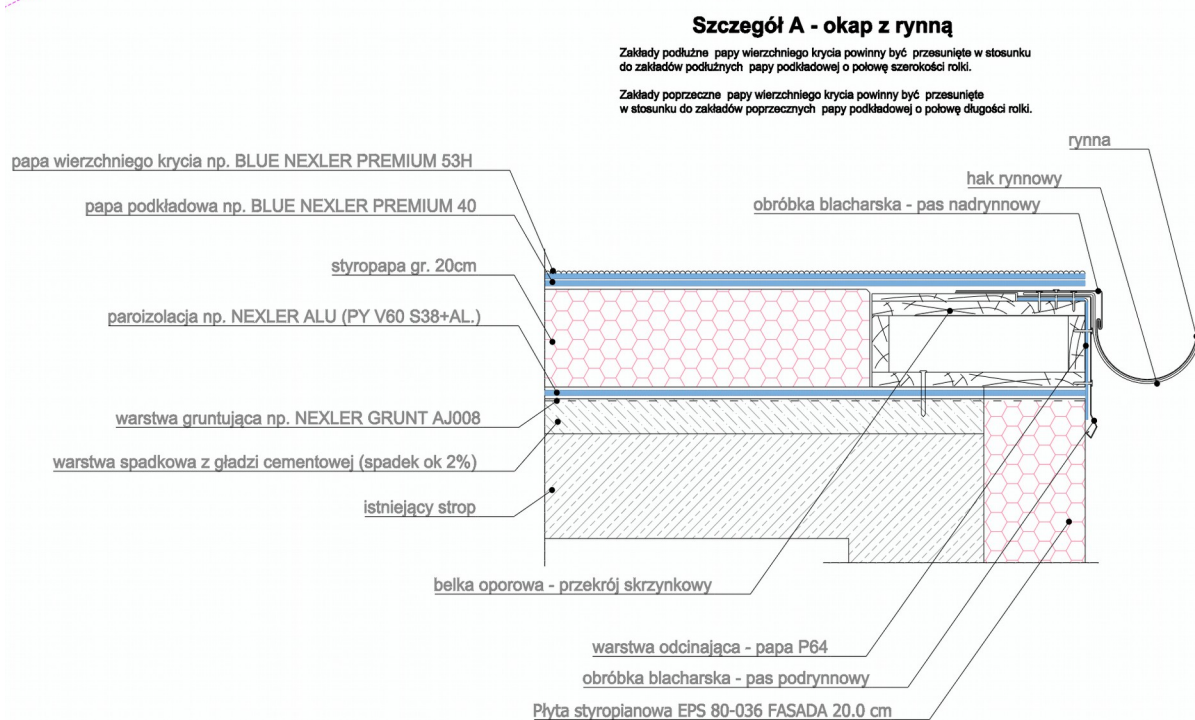 Szczegół A - okap z rynną
Zakłady podłużne papy wierzchniego krycia powinny być przesunięte w stosunku
do zakładów podłużnych papy podkładowej o połowę szerokości rolki.
Zakłady poprzeczne papy wierzchniego krycia powinny być przesunięte
w stosunku do zakładów poprzecznych papy podkładowej o połowę długości rolki.
rynna
papa wierzchniego krycia np. BLUE NEXLER PREMIUM 53H
hak rynnowy
papa podkładowa np. BLUE NEXLER PREMIUM 40
obróbka blacharska - pas nadrynnowy
styropapa gr. 20cm
paroizolacja np. NEXLER ALU (PY V60 S38+AL.)
warstwa gruntująca np. NEXLER GRUNT AJ008
warstwa spadkowa z gładzi cementowej (spadek ok 2%)
istniejący strop
belka oporowa - przekrój skrzynkowy
warstwa odcinająca - papa P64
obróbka blacharska - pas podrynnowy
Płyta styropianowa EPS 80-036 FASADA 20.0 cm